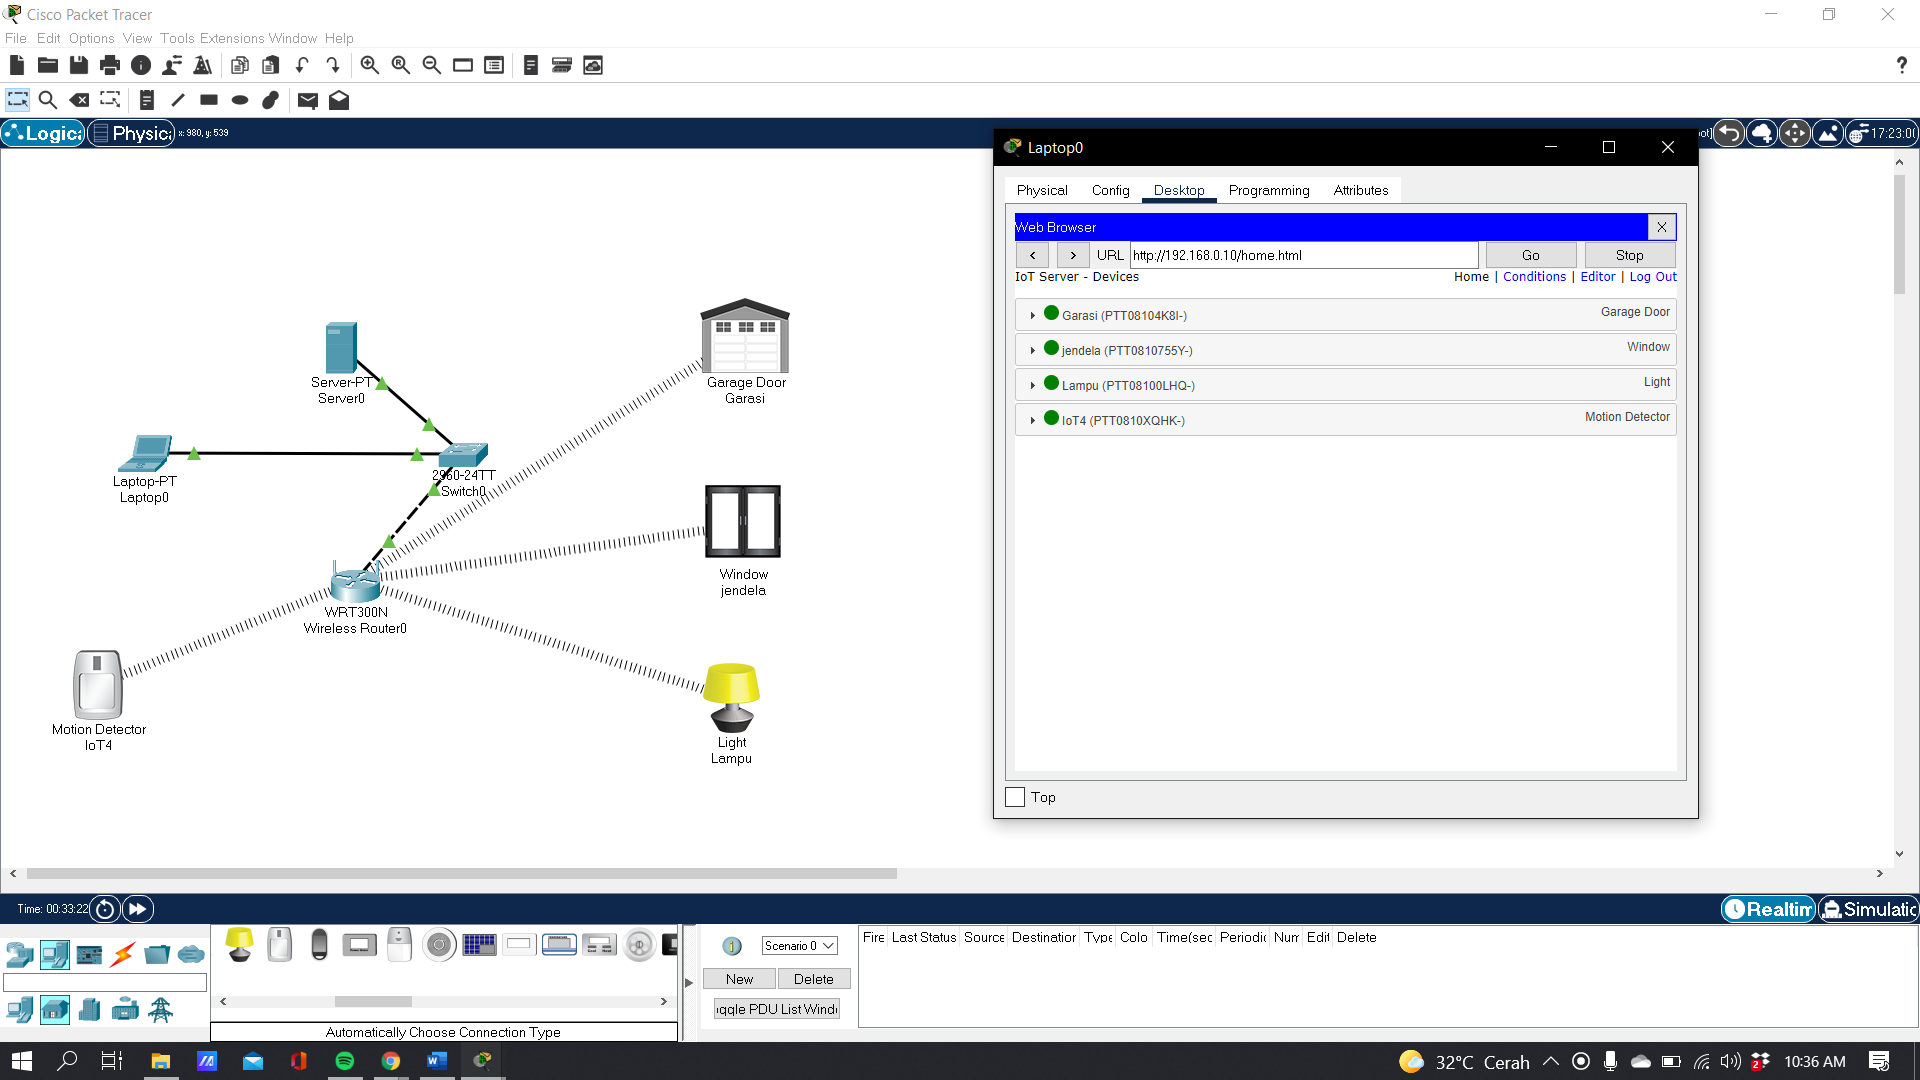 Cisco Packet Tracer
File Edit Options View Tools Extensions Window Help
?
Logica
Physica
x: 980, y: 539
17:23:0
Laptop0
Physical Config Desktop Programming Attributes
Web Browser
X
< > URL http://192.168.0.10/home.html Go Stop
IoT Server - Devices
Home | Conditions | Editor | Log Out
Garasi (PTT08104K8I-) Garage Door
jendela (PTT0810755Y-) Window
Lampu (PTT08100LHQ-) Light
IoT4 (PTT0810XQHK-) Motion Detector
Top
Server-PT
Server0
Garage Door
Garasi
Laptop-PT
Laptop0
2960-24TT
Switch0
Window
jendela
WRT300N
Wireless Router0
Motion Detector
IoT4
Light
Lampu
Time: 00:33:22
Realtim
Simulatic
Scenario 0
New Delete
Fire Last Status Source Destination Type Colo Time(sec Periodic Num Edit Delete
ggle PDU List Wind
Automatically Choose Connection Type
32°C Cerah
2
10:36 AM